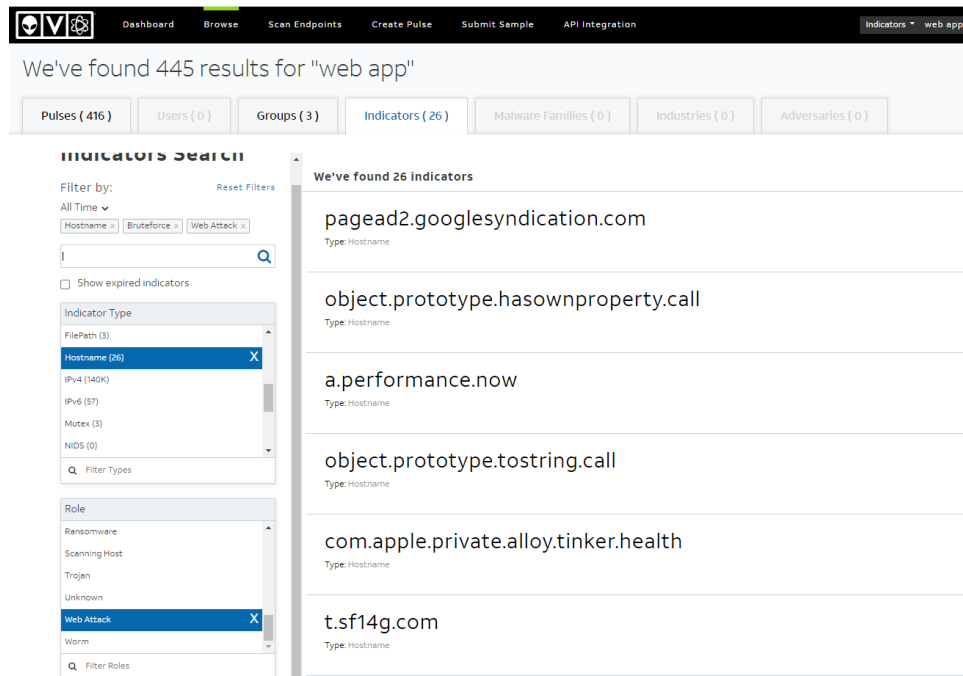 Dashboard Browse Scan Endpoints Create Pulse Submit Sample API Integration Indicators web app
We've found 445 results for "web app"
Pulses ( 416 ) Users ( 0 ) Groups ( 3 ) Indicators ( 26 ) Malware Families ( 0 ) Industries ( 0 ) Adversaries ( 0 )
Indicators Search
Filter by: Reset Filters
All Time
Hostname x Bruteforce x Web Attack x
Show expired indicators
Indicator Type
FilePath (3)
Hostname (26) X
IPv4 (140K)
IPv6 (57)
Mutex (3)
NIDS (0)
Filter Types
Role
Ransomware
Scanning Host
Trojan
Unknown
Web Attack X
Worm
Filter Roles
We've found 26 indicators
pagead2.googlesyndication.com
Type: Hostname
object.prototype.hasownproperty.call
Type: Hostname
a.performance.now
Type: Hostname
object.prototype.tostring.call
Type: Hostname
com.apple.private.alloy.tinker.health
Type: Hostname
t.sf14g.com
Type: Hostname